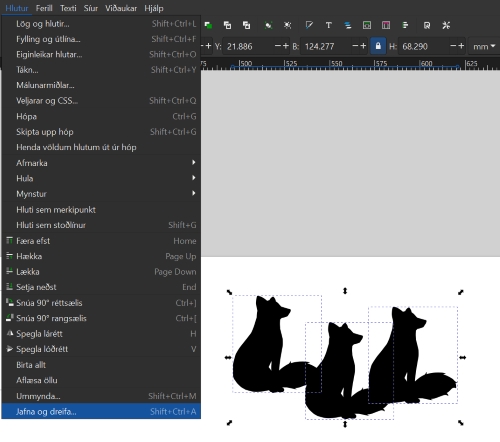 Hlutur Ferill Texti Síur Viðaukar Hjálp
Lög og hlutir... Shift+Ctrl+L
Fylling og útlína... Shift+Ctrl+F
Eiginleikar hlutar... Shift+Ctrl+O
Tákn... Shift+Ctrl+Y
Málunarmiðlar...
Veljarar og CSS... Shift+Ctrl+Q
Hópa Ctrl+G
Skipta upp hóp Shift+Ctrl+G
Henda völdum hlutum út úr hóp
Afmarka
Hula
Mynstur
Hluti sem merkipunkt
Hluti sem stoðlínur Shift+G
Færa efst Home
Hækka Page Up
Lækka Page Down
Setja neðst End
Snúa 90° réttsælis Ctrl+]
Snúa 90° rangsælis Ctrl+[
Spegla lárétt H
Spegla lóðrétt V
Birta allt
Aflæsa öllu
Ummynda... Shift+Ctrl+M
Jafna og dreifa... Shift+Ctrl+A
Y: 21.886 B: 124.277 H: 68.290 mm
500 525 550 575 600 625